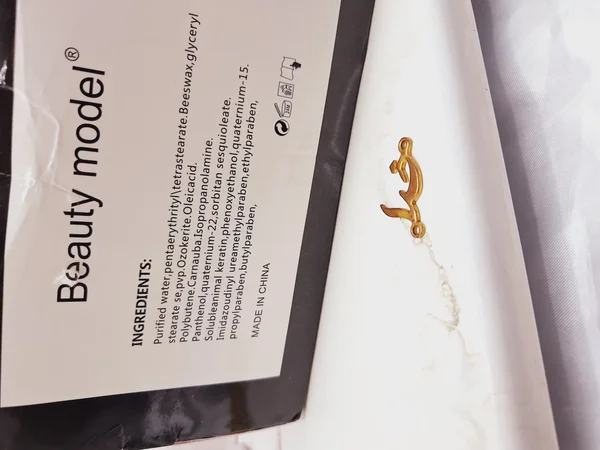 Beauty model®
INGREDIENTS:
Purified water,pentaerythrityl\tetrastearate.Beeswax,glyceryl
stearate se,pvp.Ozokerite.Oleicacid.
Polybutene.Carnauba.Isopropanolamine.
Panthenol,quaternium-22,sorbitan sesquioleate.
Solubleanimal keratin,phenoxyethanol,quaternium-15.
Imidazoudinyl ureamethylparaben,ethylparaben,
propylparaben,butylparaben,
MADE IN CHINA